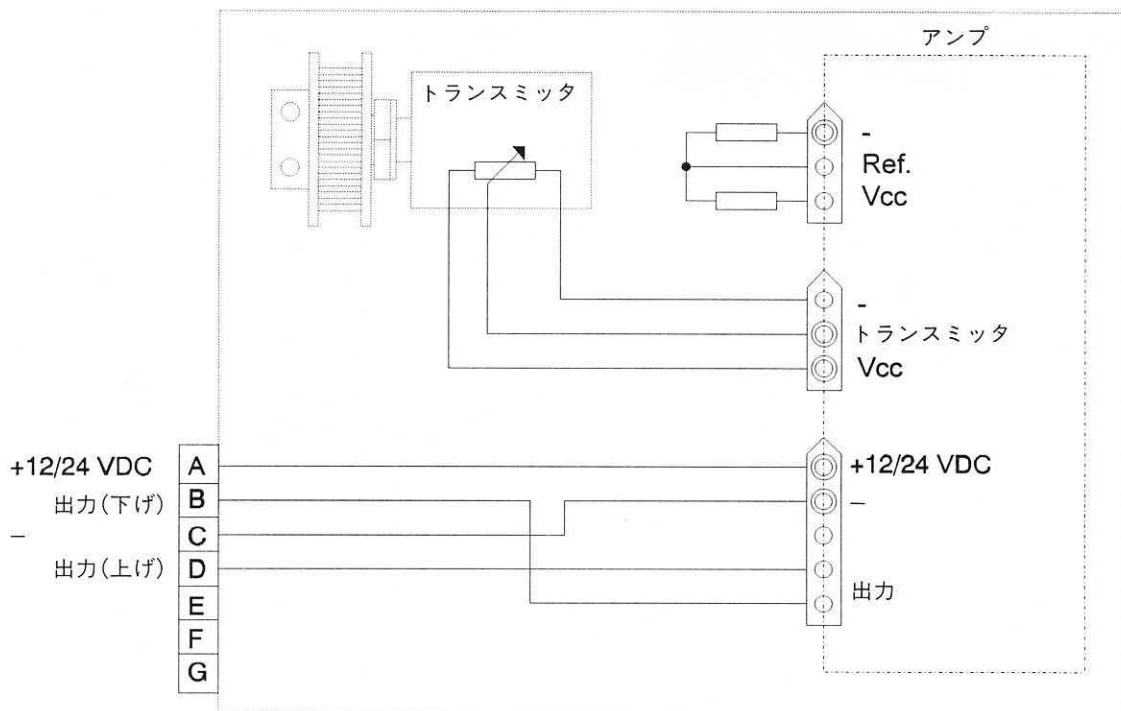 アンプ
トランスミッタ
-
Ref.
Vcc
-
トランスミッタ
Vcc
+12/24 VDC A +12/24 VDC
出力(下げ) B –
– C
出力(上げ) D
出力
E
F
G